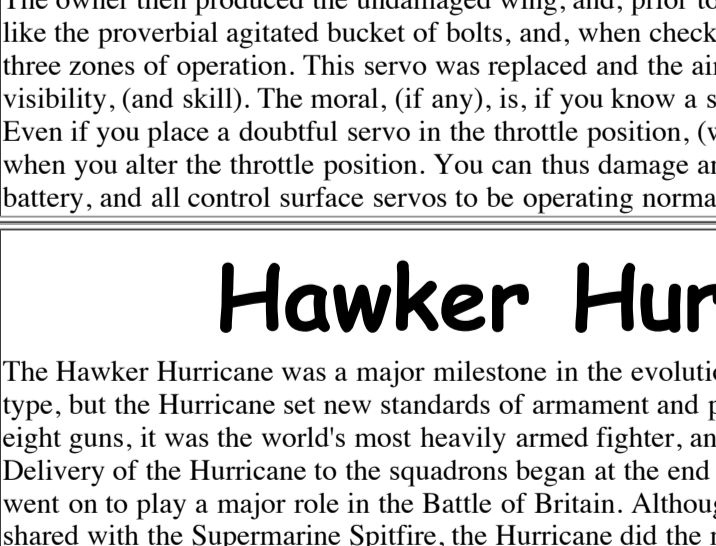 The owner then produced the undamaged wing, and, prior to
like the proverbial agitated bucket of bolts, and, when check
three zones of operation. This servo was replaced and the air
visibility, (and skill). The moral, (if any), is, if you know a s
Even if you place a doubtful servo in the throttle position, (w
when you alter the throttle position. You can thus damage an
battery, and all control surface servos to be operating norma
Hawker Hur
The Hawker Hurricane was a major milestone in the evolutio
type, but the Hurricane set new standards of armament and p
eight guns, it was the world's most heavily armed fighter, an
Delivery of the Hurricane to the squadrons began at the end
went on to play a major role in the Battle of Britain. Althoug
shared with the Supermarine Spitfire, the Hurricane did the